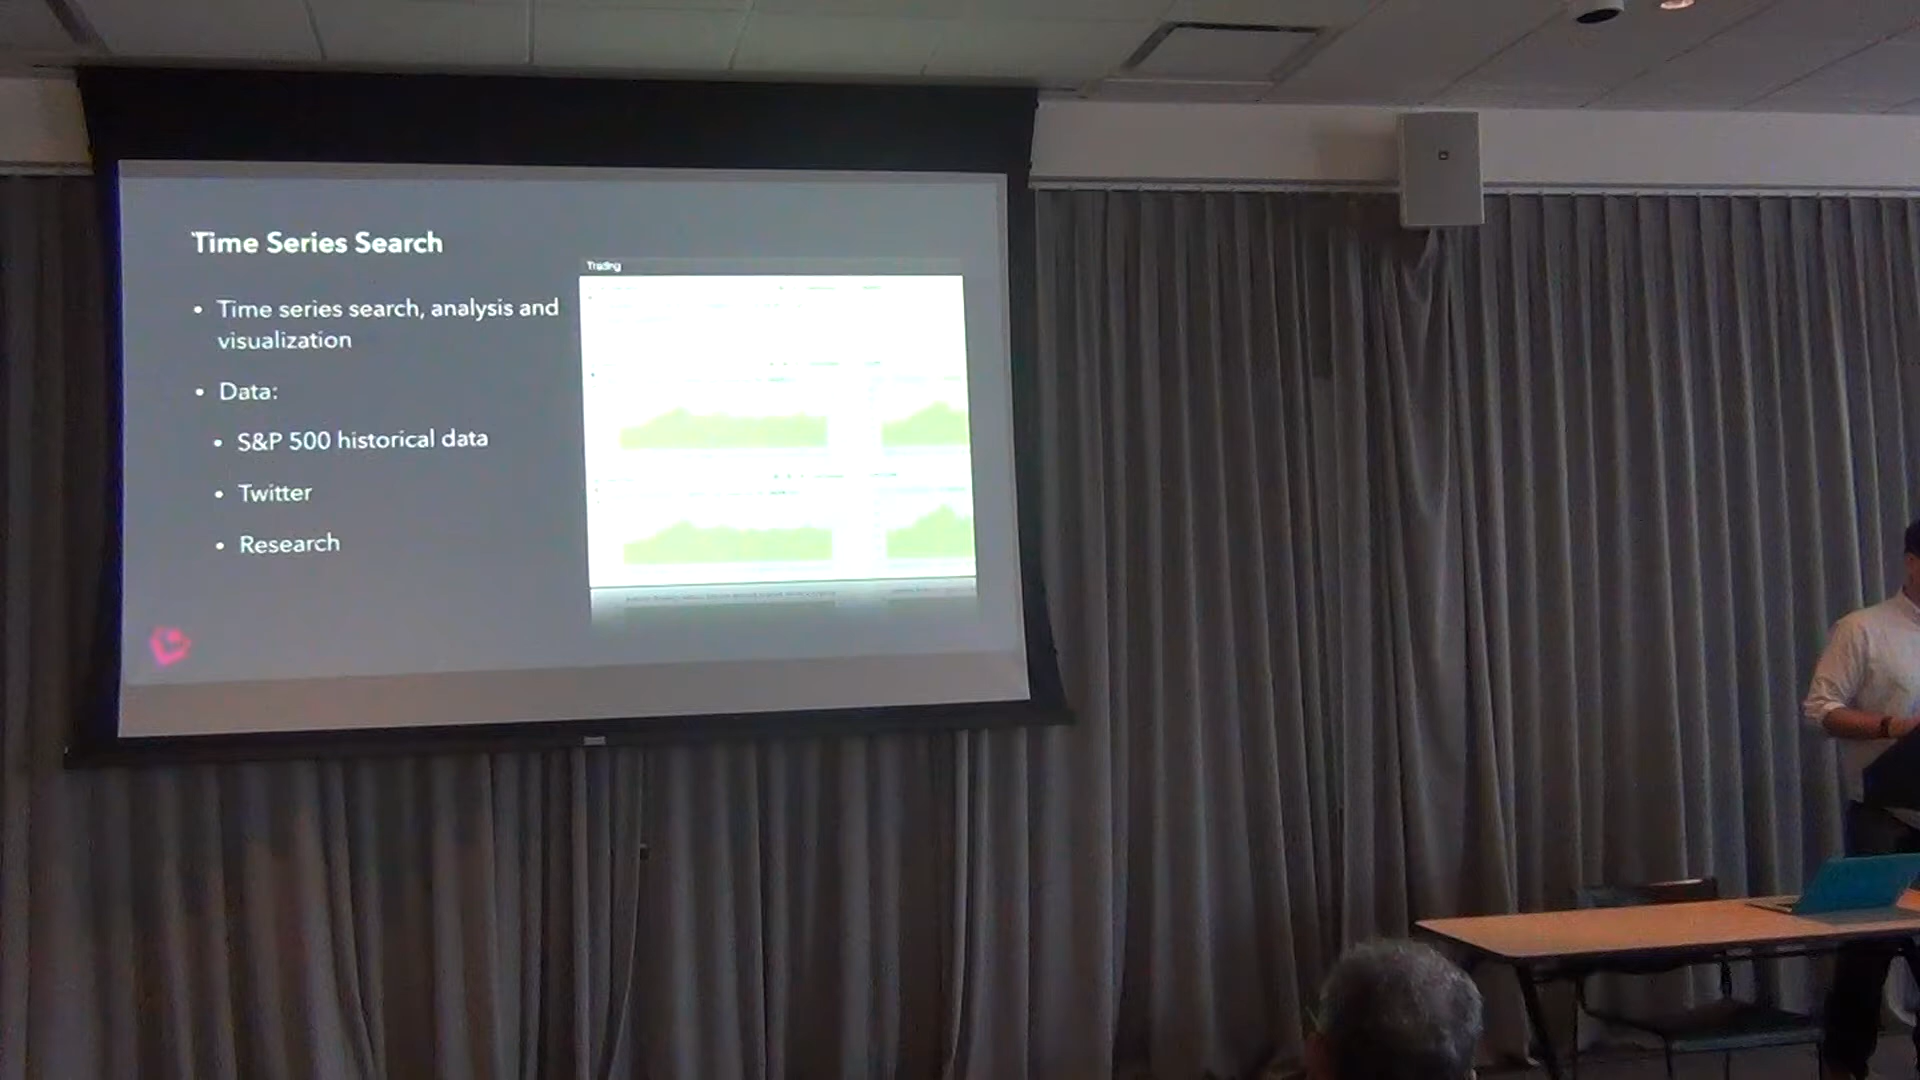 Time Series Search
Trading
• Time series search, analysis and
visualization
• Data:
• S&P 500 historical data
• Twitter
• Research